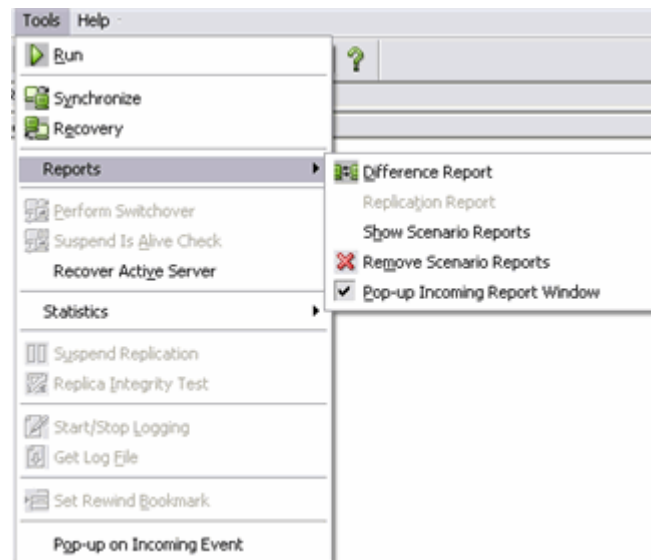 Tools Help
Run
Synchronize
Recovery
Reports
Difference Report
Replication Report
Show Scenario Reports
Remove Scenario Reports
Pop-up Incoming Report Window
Perform Switchover
Suspend Is Alive Check
Recover Active Server
Statistics
Suspend Replication
Replica Integrity Test
Start/Stop Logging
Get Log File
Set Rewind Bookmark
Pop-up on Incoming Event